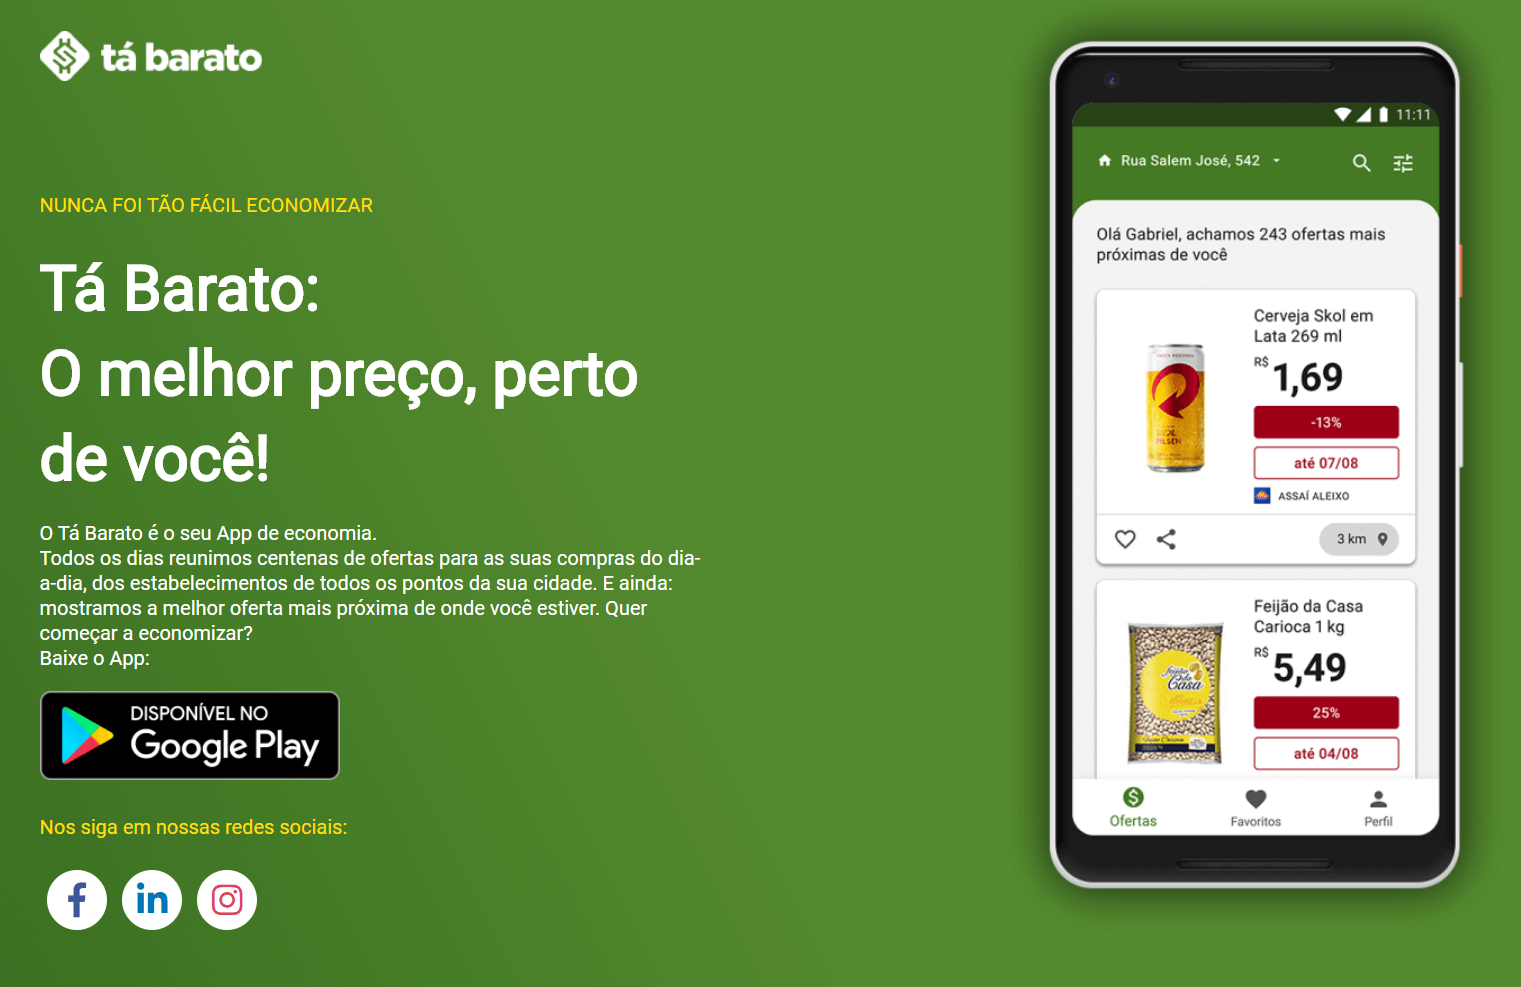 tá barato
NUNCA FOI TÃO FÁCIL ECONOMIZAR
Tá Barato:
O melhor preço, perto
de você!
O Tá Barato é o seu App de economia.
Todos os dias reunimos centenas de ofertas para as suas compras do dia-
a-dia, dos estabelecimentos de todos os pontos da sua cidade. E ainda:
mostramos a melhor oferta mais próxima de onde você estiver. Quer
começar a economizar?
Baixe o App:
DISPONÍVEL NO
Google Play
Nos siga em nossas redes sociais:
11:11
Rua Salem José, 542
Olá Gabriel, achamos 243 ofertas mais
próximas de você
Cerveja Skol em
Lata 269 ml
R$ 1,69
-13%
até 07/08
ASSAÍ ALEIXO
3 km
PILSEN
Feijão da Casa
Carioca 1 kg
R$ 5,49
25%
até 04/08
feijão da
Casa
Ofertas
Favoritos
Perfil